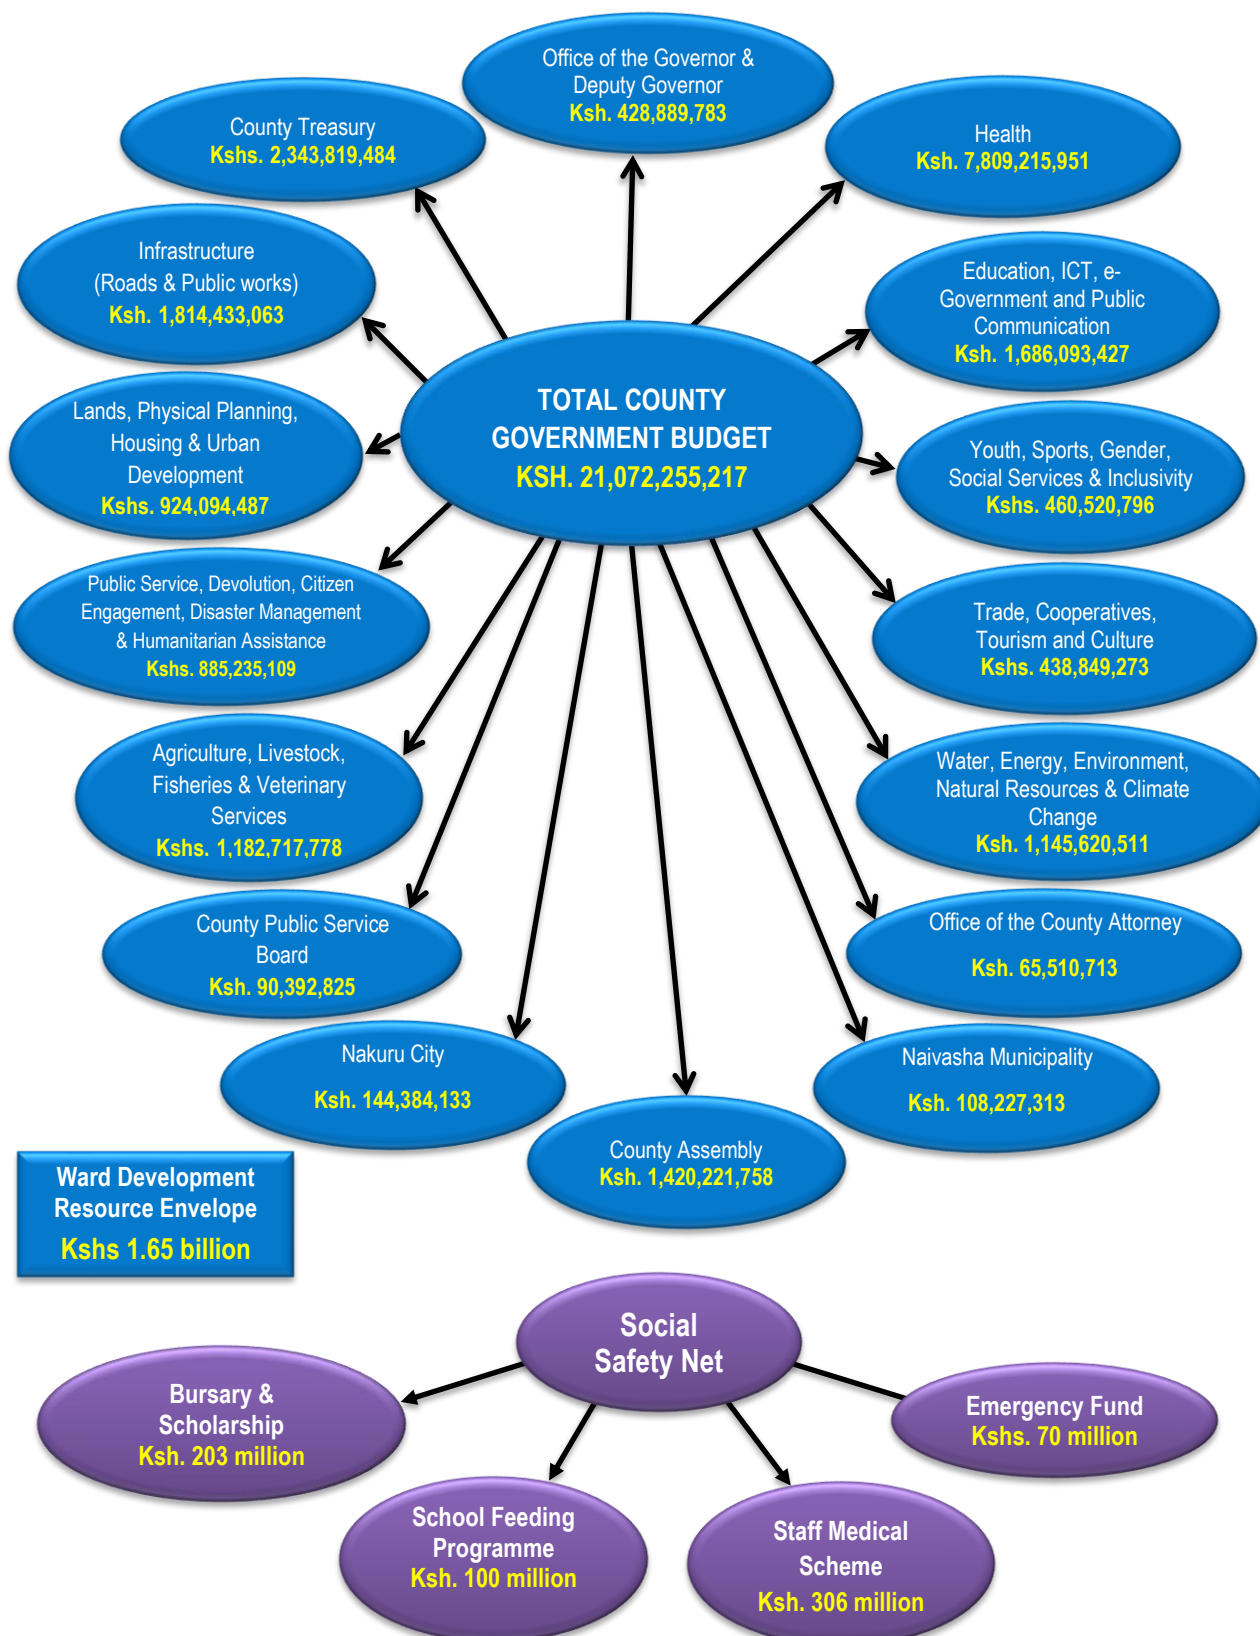 Office of the Governor &
Deputy Governor
Ksh. 428,889,783
County Treasury
Kshs. 2,343,819,484
Health
Ksh. 7,809,215,951
Infrastructure
(Roads & Public works)
Ksh. 1,814,433,063
Education, ICT, e-
Government and Public
Communication
Ksh. 1,686,093,427
TOTAL COUNTY
GOVERNMENT BUDGET
KSH. 21,072,255,217
Lands, Physical Planning,
Housing & Urban
Development
Kshs. 924,094,487
Youth, Sports, Gender,
Social Services & Inclusivity
Kshs. 460,520,796
Public Service, Devolution, Citizen
Engagement, Disaster Management
& Humanitarian Assistance
Kshs. 885,235,109
Trade, Cooperatives,
Tourism and Culture
Kshs. 438,849,273
Agriculture, Livestock,
Fisheries & Veterinary
Services
Kshs. 1,182,717,778
Water, Energy, Environment,
Natural Resources & Climate
Change
Ksh. 1,145,620,511
County Public Service
Board
Ksh. 90,392,825
Office of the County Attorney
Ksh. 65,510,713
Nakuru City
Ksh. 144,384,133
Naivasha Municipality
Ksh. 108,227,313
County Assembly
Ksh. 1,420,221,758
Ward Development
Resource Envelope
Kshs 1.65 billion
Social
Safety Net
Bursary &
Scholarship
Ksh. 203 million
Emergency Fund
Kshs. 70 million
School Feeding
Programme
Ksh. 100 million
Staff Medical
Scheme
Ksh. 306 million